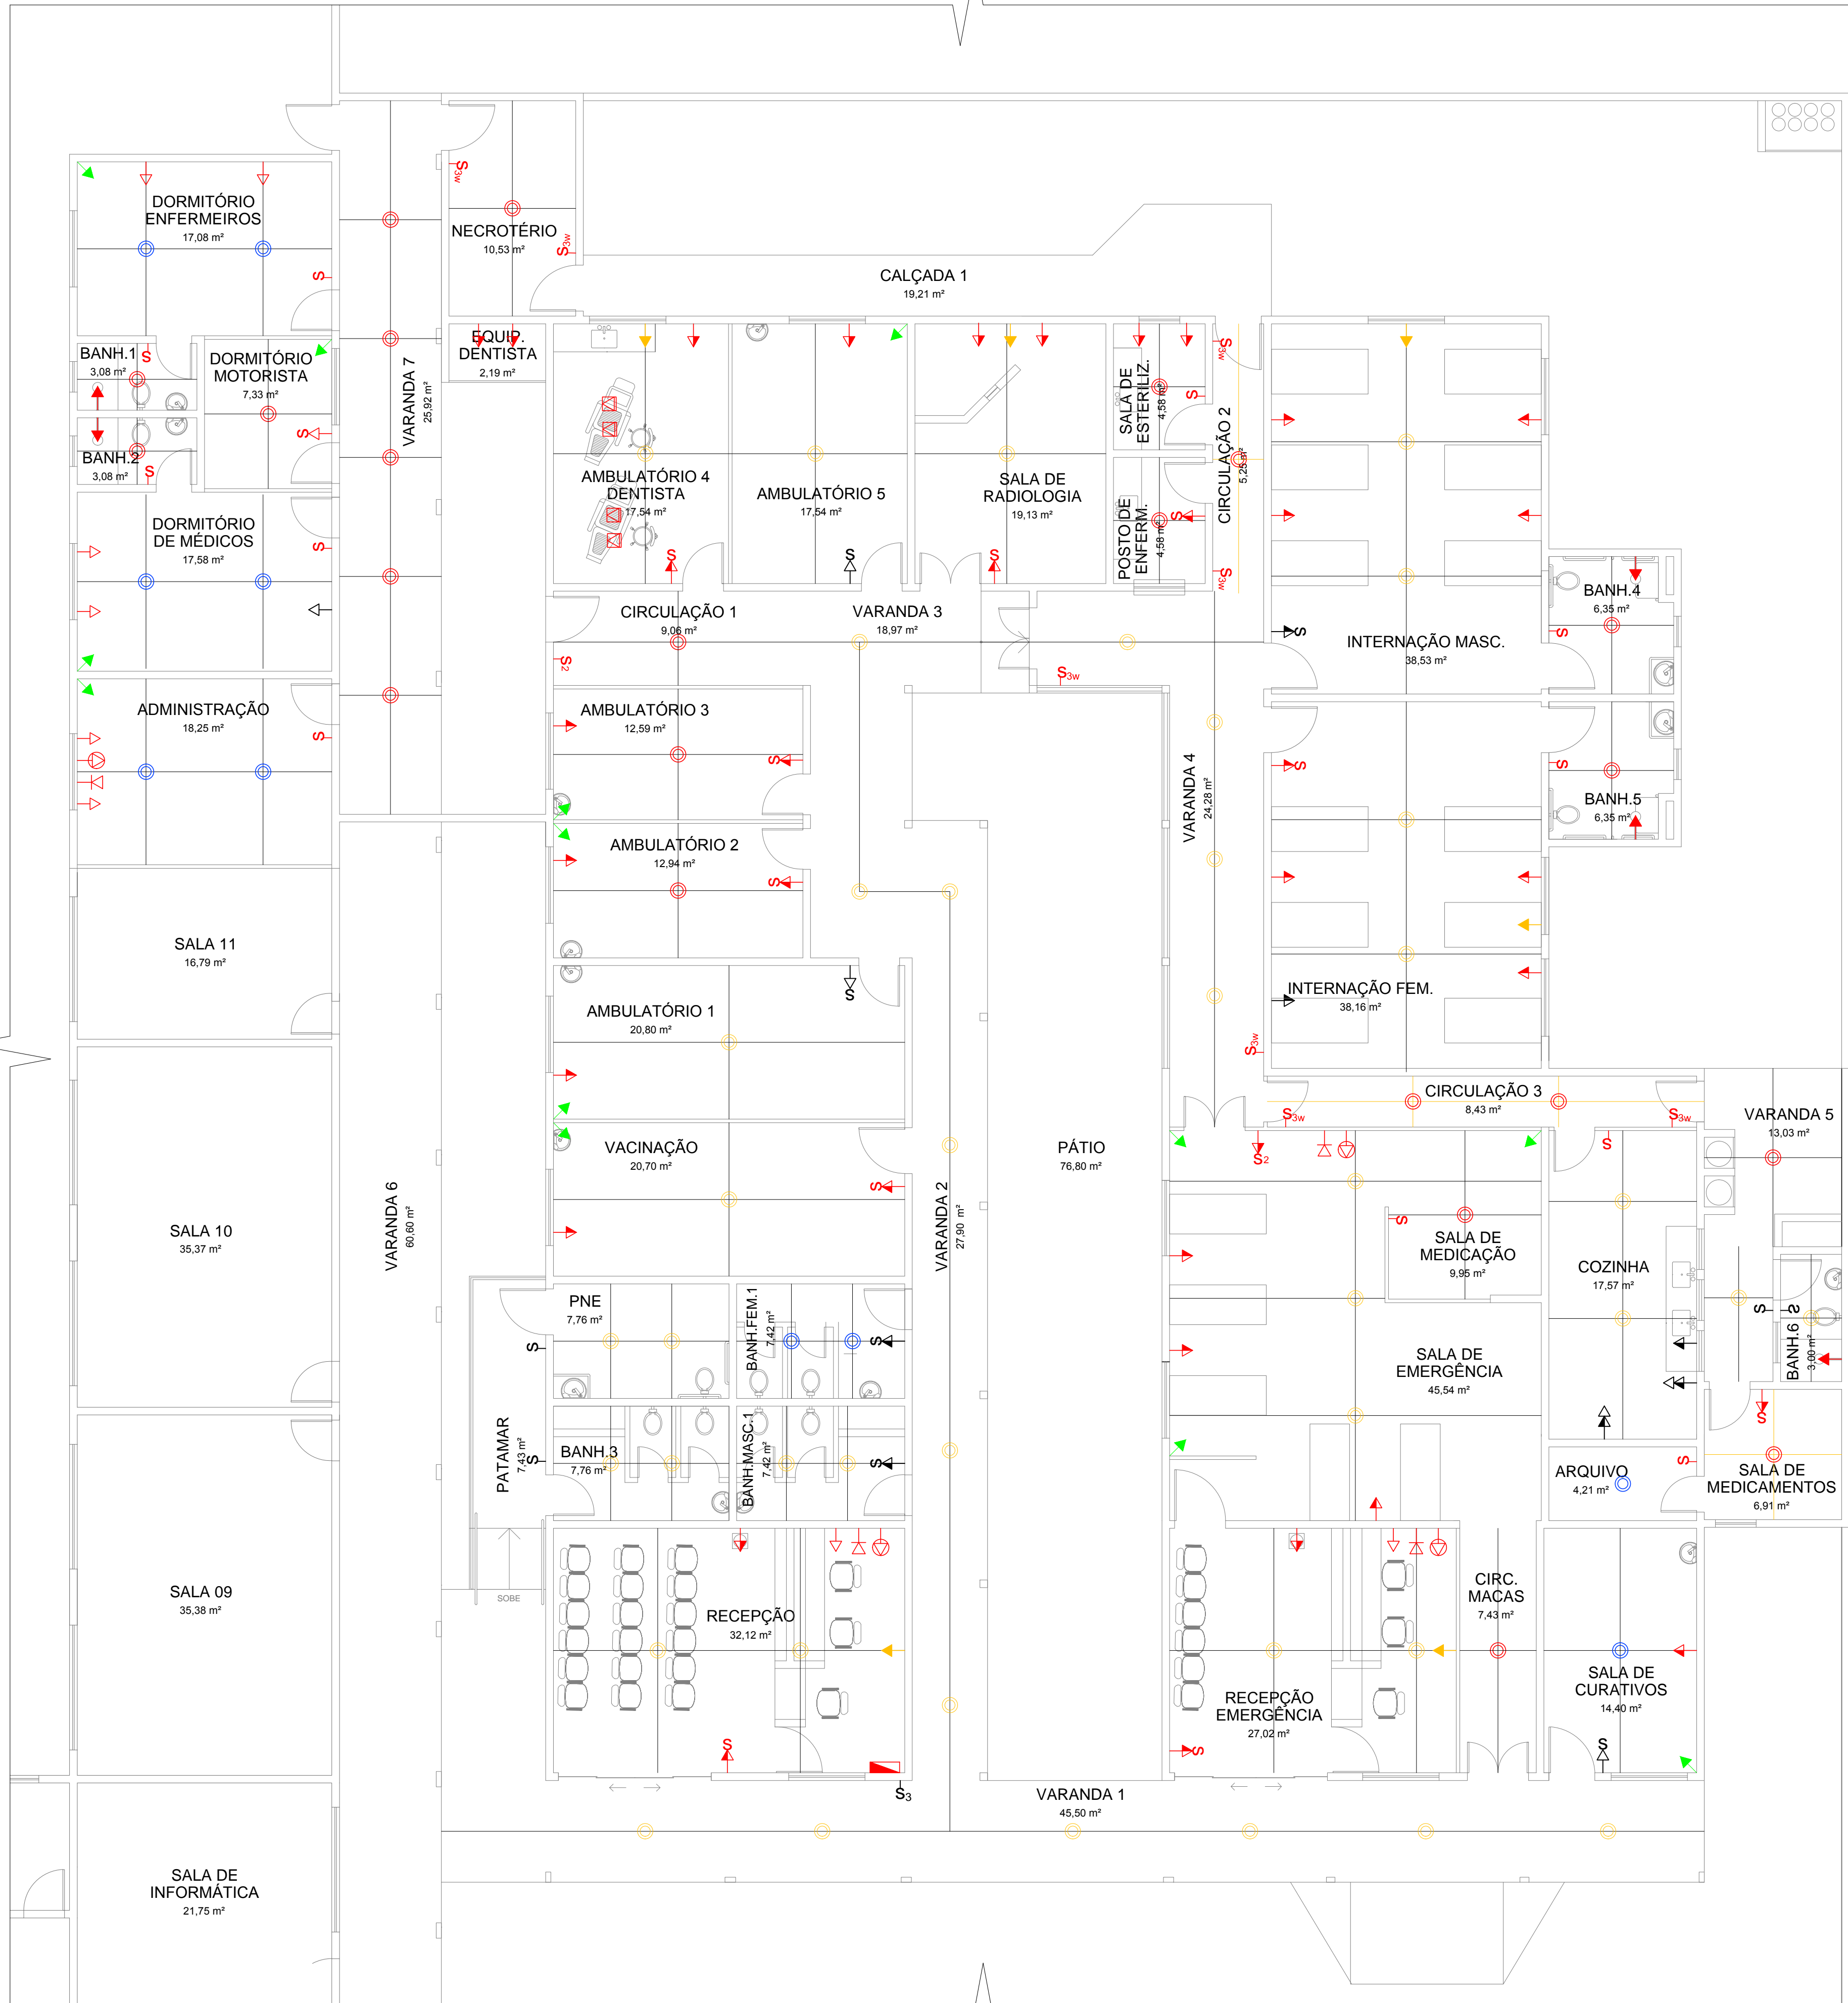 DORMITÓRIO
ENFERMEIROS
17,08 m²
S
BANH.1
3,08 m²
S
BANH.2
3,08 m²
S
DORMITÓRIO
MOTORISTA
7,33 m²
S
DORMITÓRIO
DE MÉDICOS
17,58 m²
S
ADMINISTRAÇÃO
18,25 m²
S
SALA 11
16,79 m²
SALA 10
35,37 m²
SALA 09
35,38 m²
SALA DE
INFORMÁTICA
21,75 m²
VARANDA 7
25,92 m²
VARANDA 6
60,60 m²
S3w
NECROTÉRIO
10,53 m²
S3w
EQUIP.
DENTISTA
2,19 m²
CALÇADA 1
19,21 m²
AMBULATÓRIO 4
DENTISTA
17,54 m²
S
AMBULATÓRIO 5
17,54 m²
S
SALA DE
RADIOLOGIA
19,13 m²
S
SALA DE
ESTERILIZ.
4,58 m²
S
POSTO DE
ENFERM.
4,58 m²
S
S3w
CIRCULAÇÃO 2
5,25 m²
S3w
CIRCULAÇÃO 1
9,06 m²
S2
VARANDA 3
18,97 m²
S3w
AMBULATÓRIO 3
12,59 m²
S
AMBULATÓRIO 2
12,94 m²
S
AMBULATÓRIO 1
20,80 m²
S
VACINAÇÃO
20,70 m²
S
VARANDA 2
27,90 m²
PÁTIO
76,80 m²
VARANDA 4
24,28 m²
S3w
INTERNAÇÃO MASC.
38,53 m²
S
BANH.4
6,35 m²
S
BANH.5
6,35 m²
S
S
INTERNAÇÃO FEM.
38,16 m²
CIRCULAÇÃO 3
8,43 m²
S3w
S3w
VARANDA 5
13,03 m²
S2
SALA DE
MEDICAÇÃO
9,95 m²
S
SALA DE
EMERGÊNCIA
45,54 m²
S
COZINHA
17,57 m²
S
S
S
BANH.6
3,00 m²
PNE
7,76 m²
S
BANH.FEM.1
7,42 m²
S
PATAMAR
7,43 m²
S
BANH.3
7,76 m²
BANH.MASC.1
7,42 m²
S
SOBE
RECEPÇÃO
32,12 m²
S
S3
ARQUIVO
4,21 m²
S
S
SALA DE
MEDICAMENTOS
6,91 m²
RECEPÇÃO
EMERGÊNCIA
27,02 m²
S
CIRC.
MACAS
7,43 m²
SALA DE
CURATIVOS
14,40 m²
S
VARANDA 1
45,50 m²